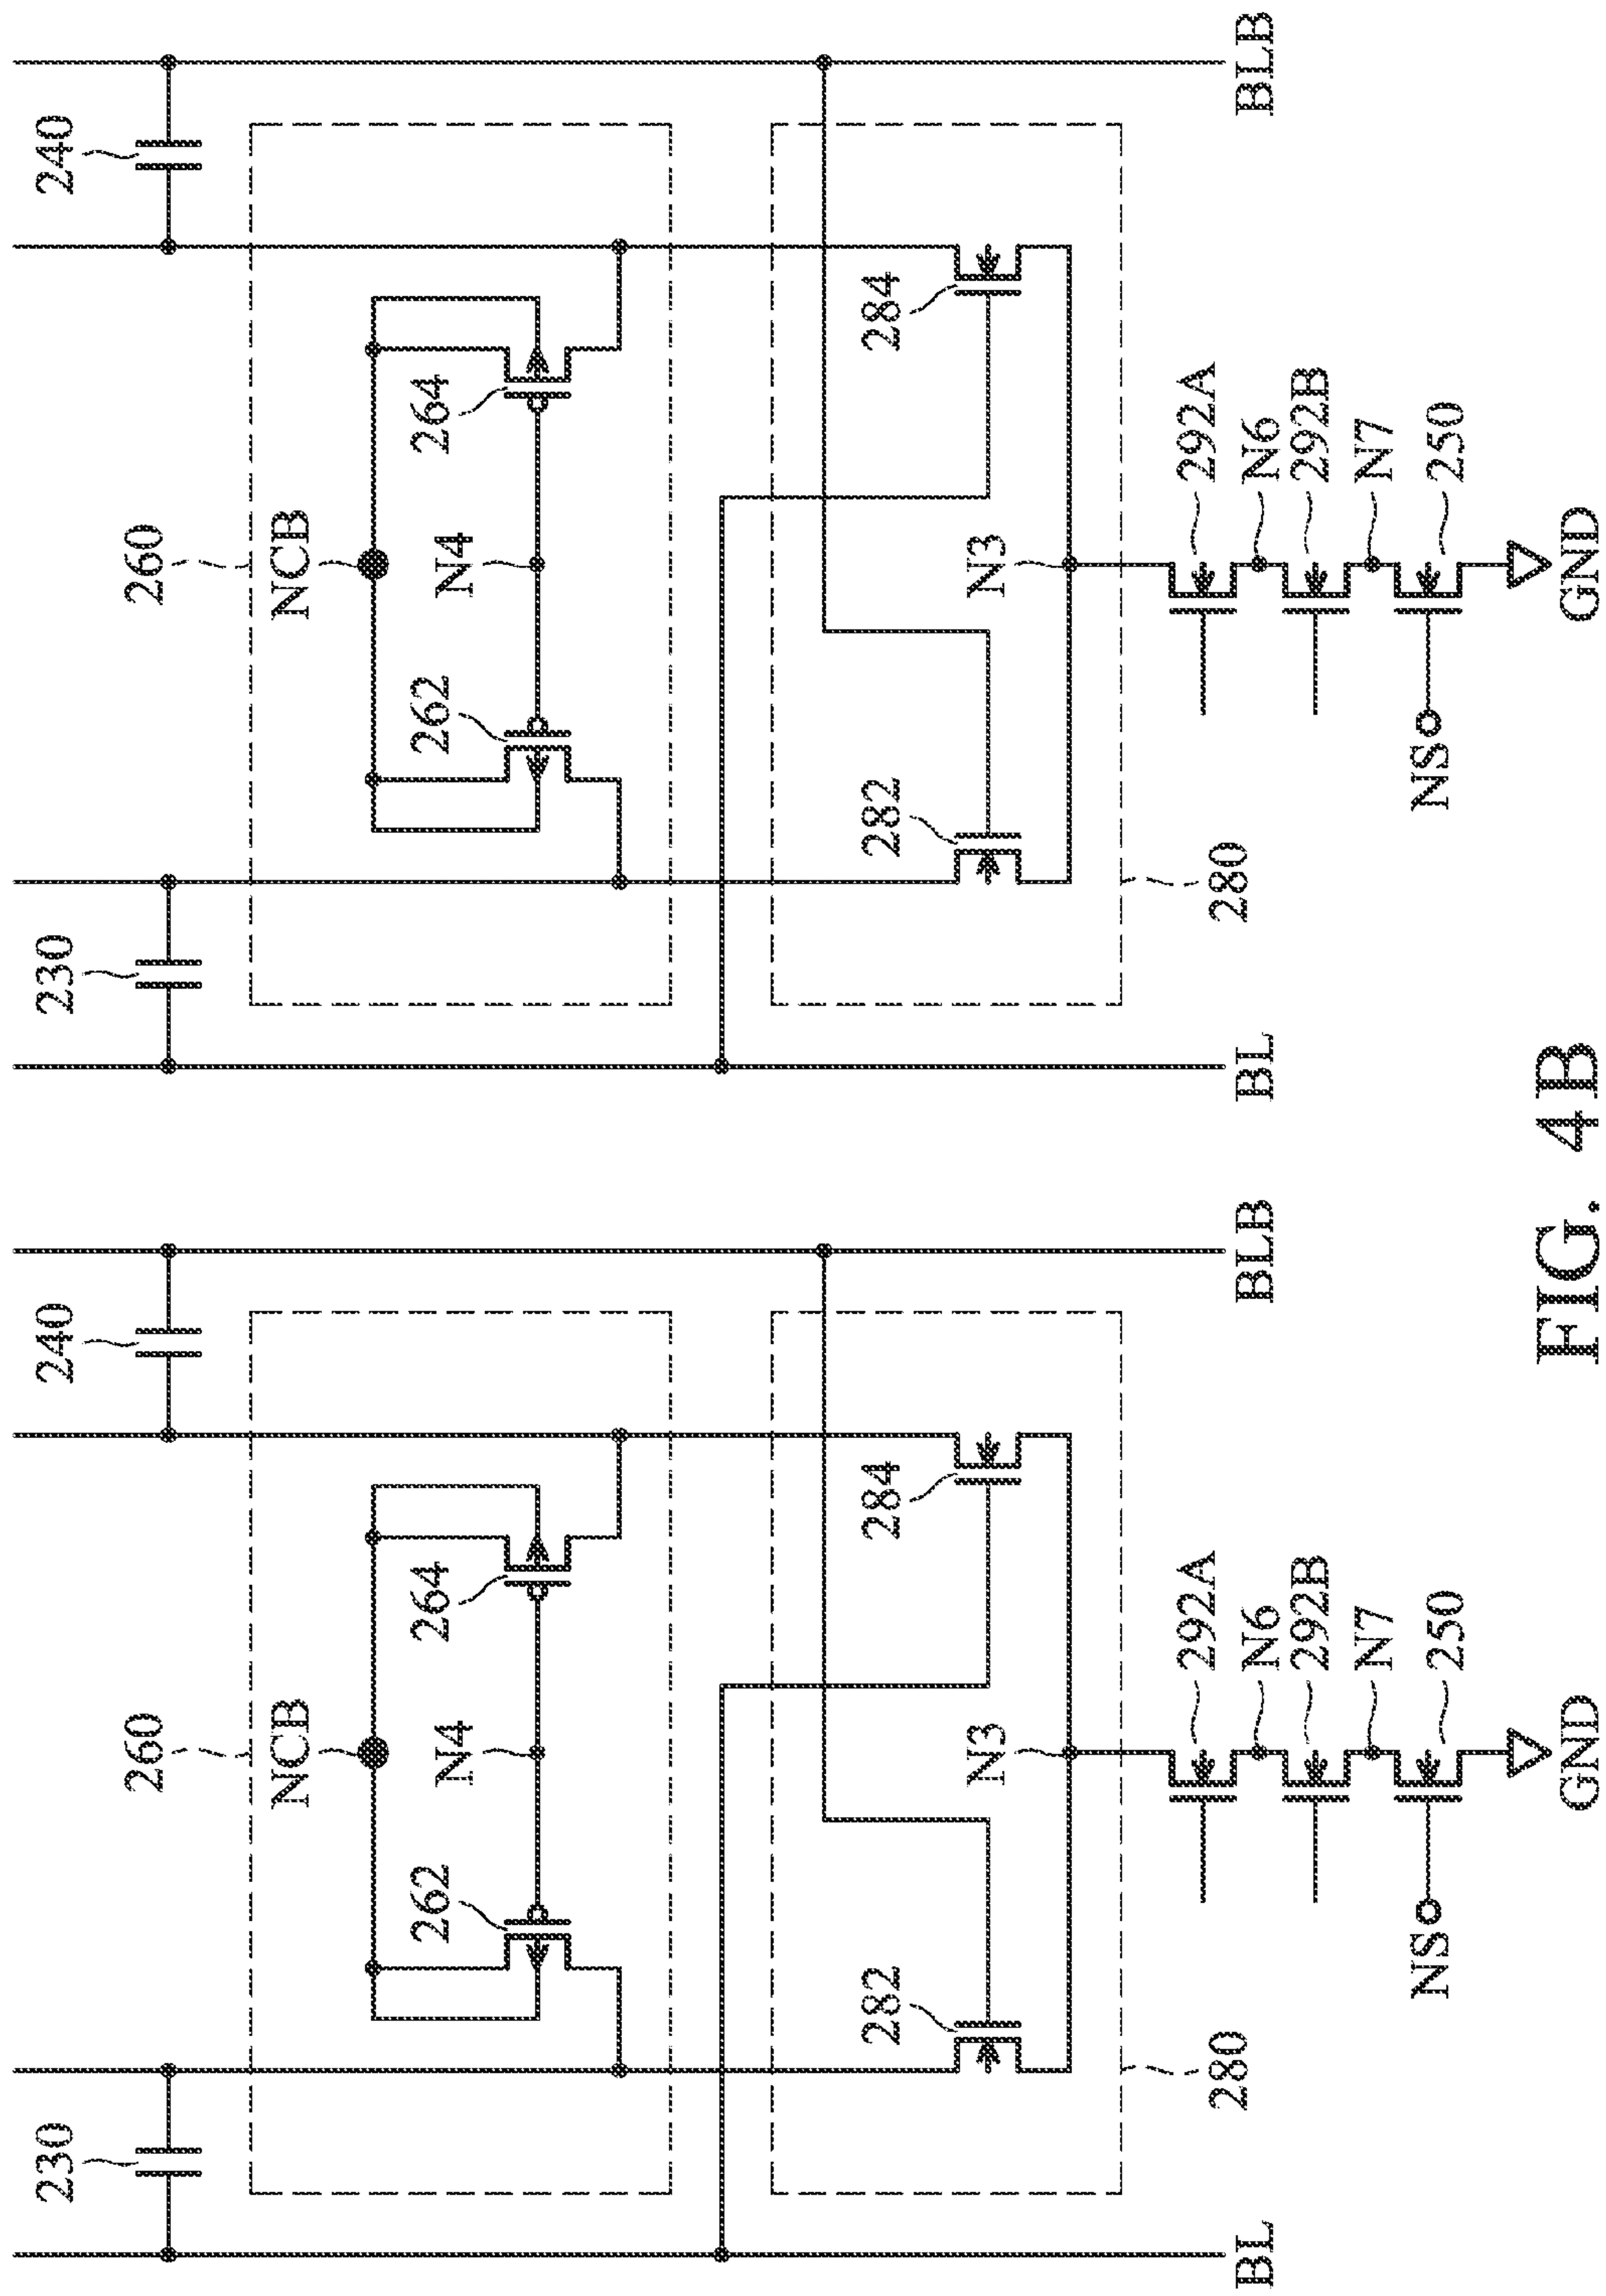 230 240 230 240
260 260
NCB NCB
262 264 262 264
N4 N4
282 284 282 284
N3 N3
292A 292A
280 280
BL N6 BLB BL N6 BLB
292B 292B
N7 N7
NS 250 NS 250
GND GND
FIG. 4B